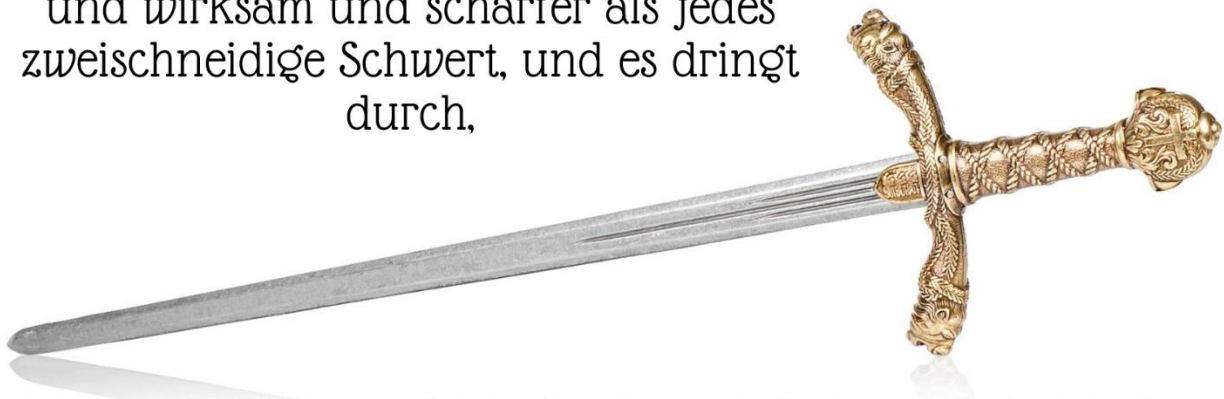 und wirksam und schärfer als jedes
zweischneidige Schwert, und es dringt
durch,